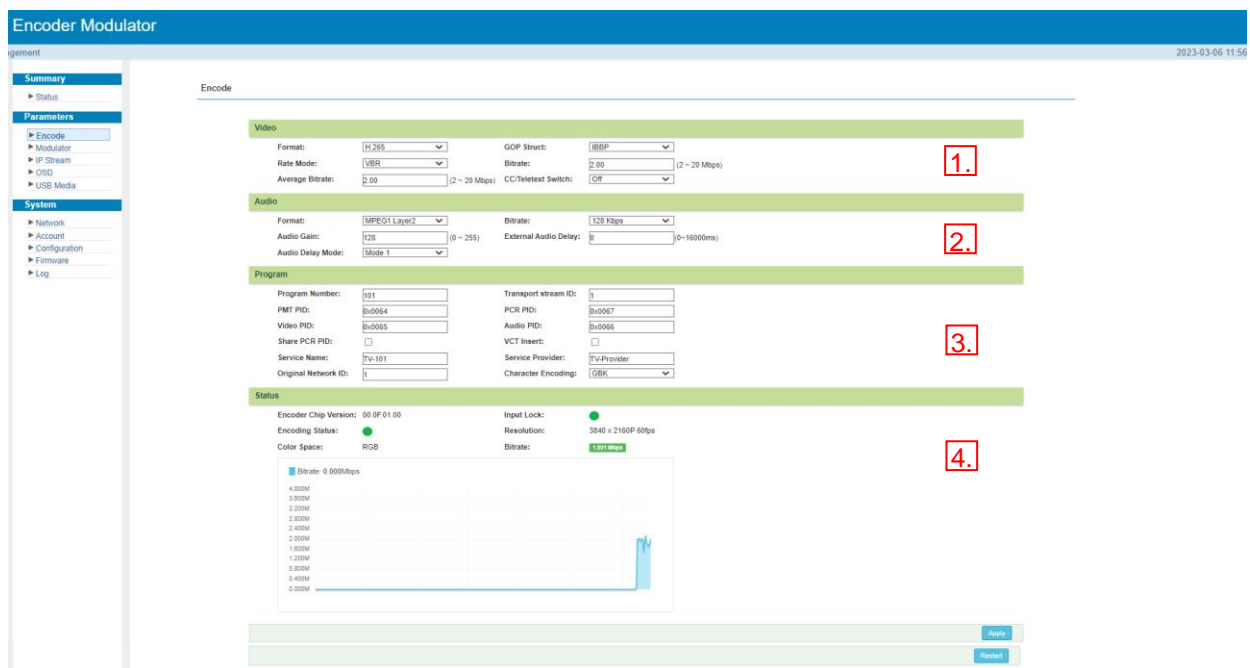 Encoder Modulator
gement
2023-03-06 11:56
Summary
Status
Parameters
Encode
Modulator
IP Stream
OSD
USB Media
System
Network
Account
Configuration
Firmware
Log
Encode
Video
Format: H.265 GOP Struct: IBBP
Rate Mode: VBR Bitrate: 2.00 (2 ~ 20 Mbps)
Average Bitrate: 2.00 (2 ~ 20 Mbps) CC/Teletext Switch: Off
1.
Audio
Format: MPEG1 Layer2 Bitrate: 128 Kbps
Audio Gain: 128 (0 ~ 255) External Audio Delay: 0 (0~16000ms)
Audio Delay Mode: Mode 1
2.
Program
Program Number: 101 Transport stream ID: 1
PMT PID: 0x0064 PCR PID: 0x0067
Video PID: 0x0065 Audio PID: 0x0066
Share PCR PID: VCT Insert:
Service Name: TV-101 Service Provider: TV-Provider
Original Network ID: 1 Character Encoding: GBK
3.
Status
Encoder Chip Version: 00.0F.01.00 Input Lock:
Encoding Status: Resolution: 3840 x 2160P 60fps
Color Space: RGB Bitrate: 1.991 Mbps
4.
Bitrate: 0.000Mbps
4.000M
3.600M
3.200M
2.800M
2.400M
2.000M
1.600M
1.200M
0.800M
0.400M
0.000M
Apply
Restart